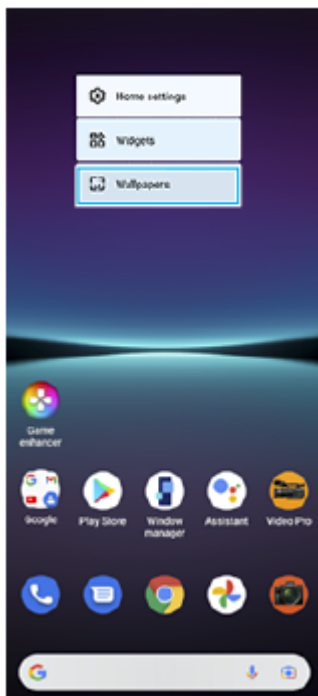 Home settings
Widgets
Wallpapers
Game
enhancer
Google
Play Store
Window
manager
Assistant
Video Pro